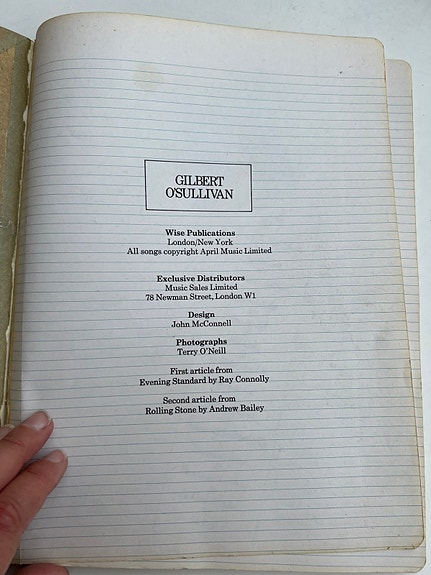 GILBERT
O'SULLIVAN
Wise Publications
London/New York
All songs copyright April Music Limited
Exclusive Distributors
Music Sales Limited
78 Newman Street, London W1
Design
John McConnell
Photographs
Terry O'Neill
First article from
Evening Standard by Ray Connolly
Second article from
Rolling Stone by Andrew Bailey